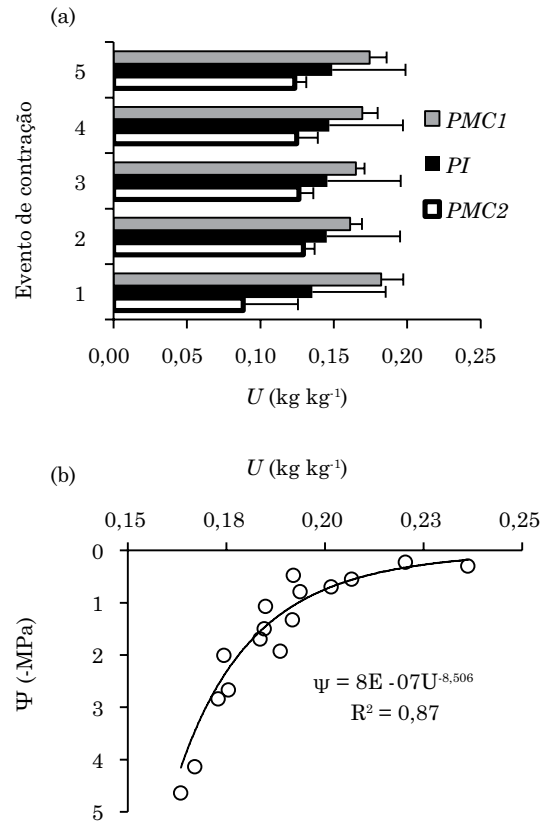 (a)
Evento de contração
5
4
3
2
1
PMC1
PI
PMC2
0,00 0,05 0,10 0,15 0,20 0,25
U (kg kg⁻¹)
(b)
U (kg kg⁻¹)
0,15 0,18 0,20 0,23 0,25
Ψ (-MPa)
0
1
2
3
4
5
ψ = 8E -07U⁻⁸,⁵⁰⁶
R² = 0,87